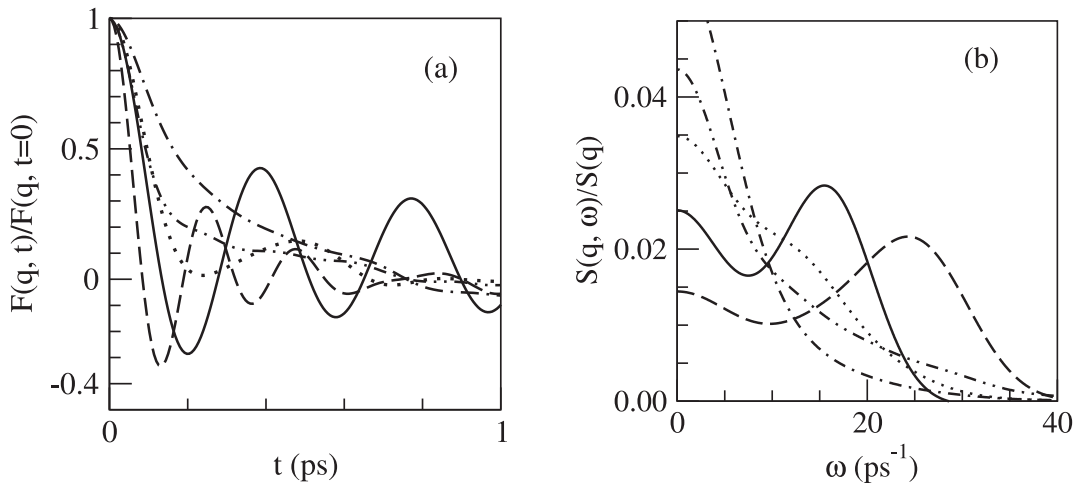 1
0.5
0
-0.4
F(q, t)/F(q, t=0)
(a)
0
1
t (ps)
0.04
0.02
0.00
S(q, ω)/S(q)
(b)
0
20
40
ω (ps⁻¹)